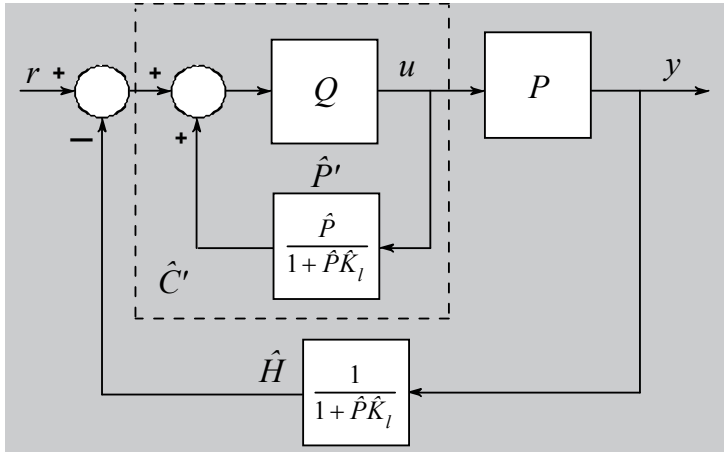 r + + Q u P y
− +
P̂'
P̂
1 + P̂K̂ₗ
Ĉ'
Ĥ
1
1 + P̂K̂ₗ